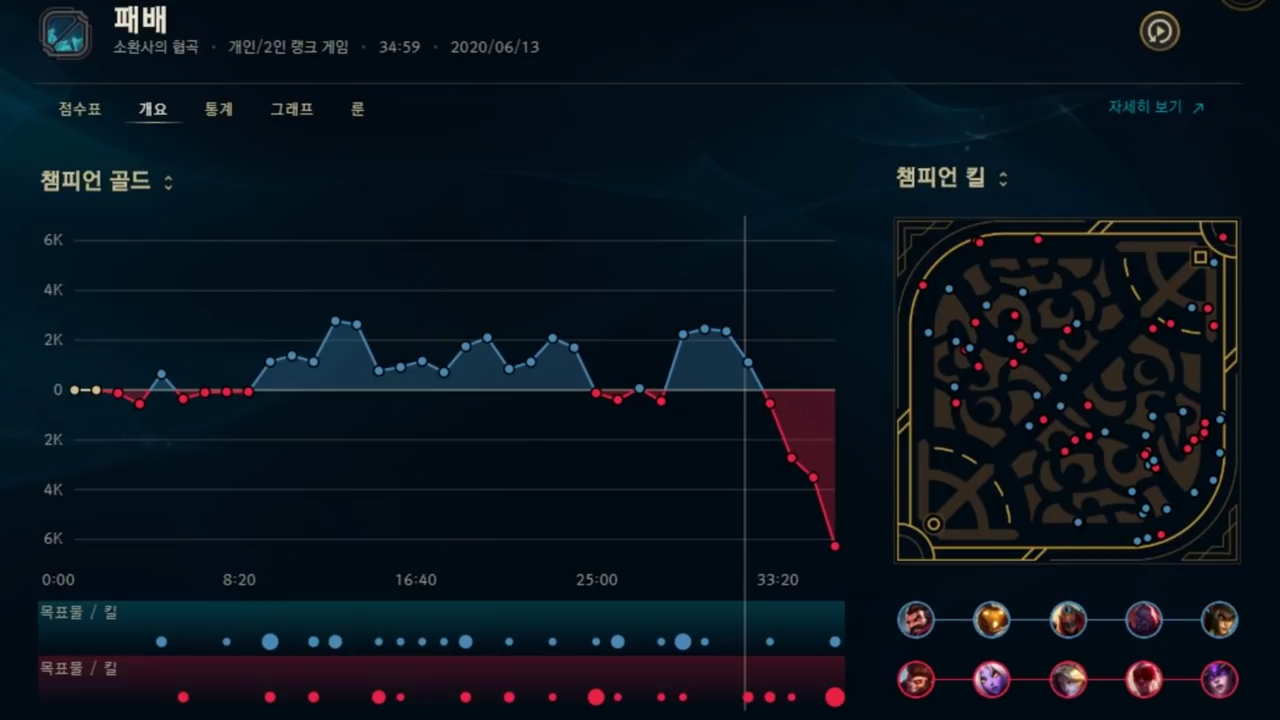 패배
소환사의 협곡 • 개인/2인 랭크 게임 • 34:59 • 2020/06/13
점수표 개요 통계 그래프 룬 자세히 보기
챔피언 골드
챔피언 킬
6K
4K
2K
0
2K
4K
6K
0:00 8:20 16:40 25:00 33:20
목표물 / 킬
목표물 / 킬